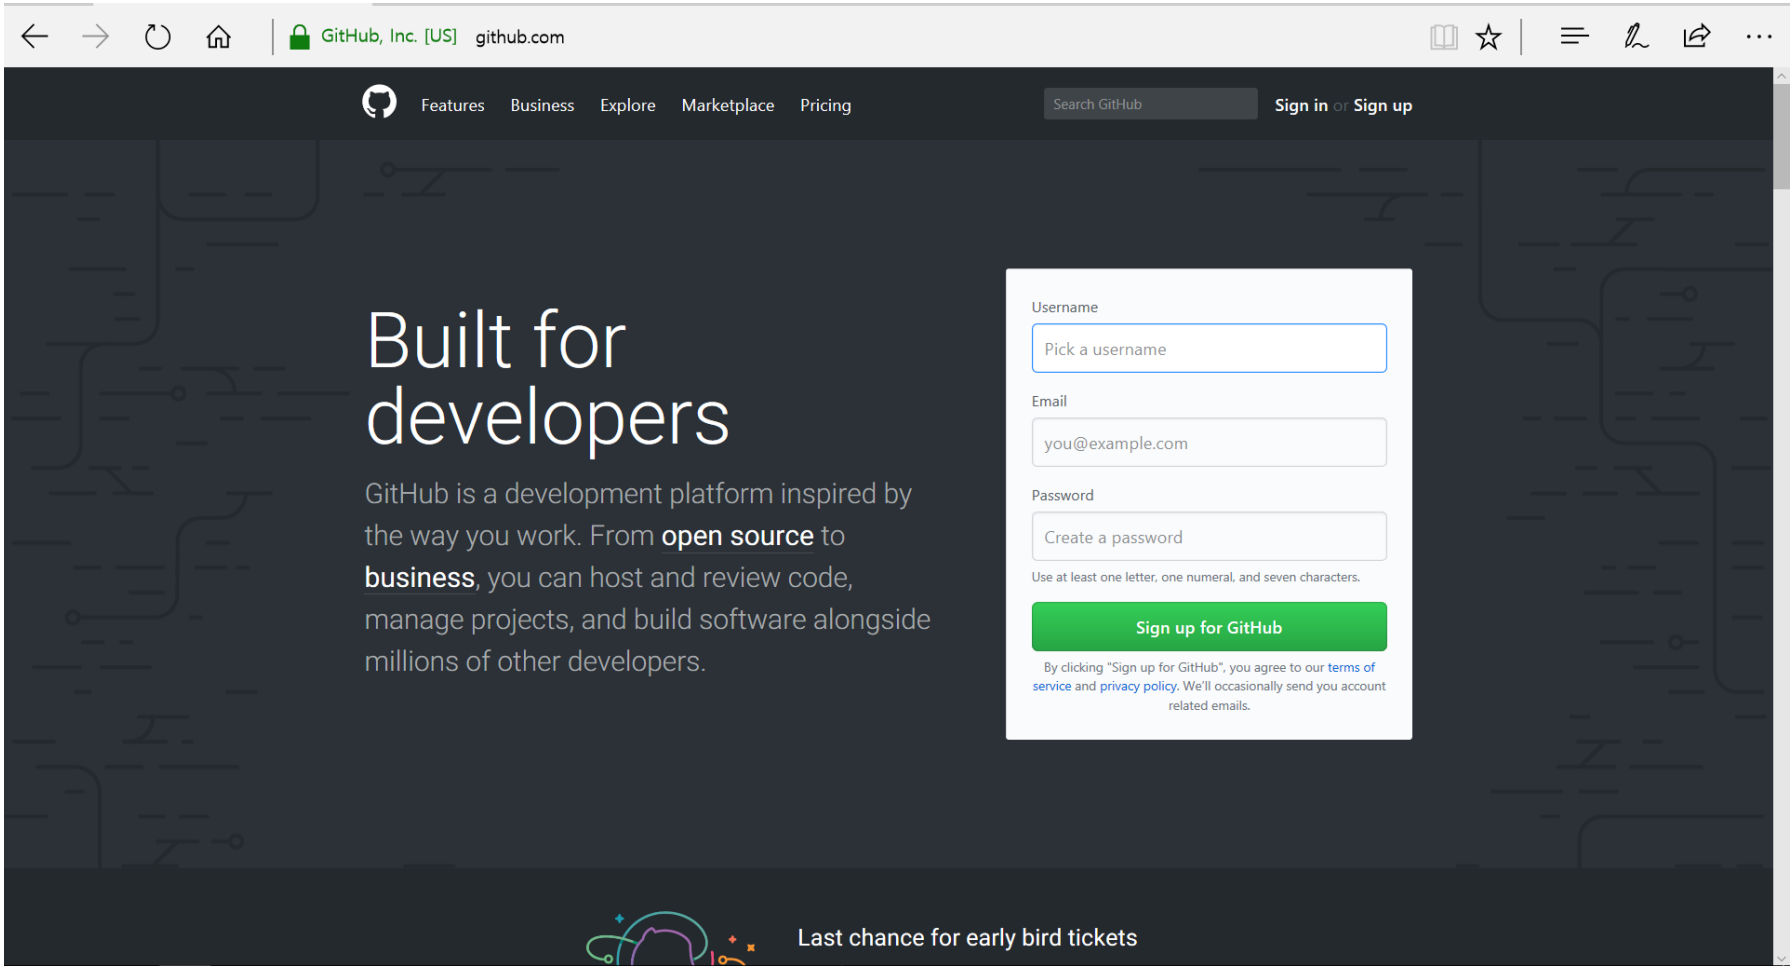 GitHub, Inc. [US] github.com
Features Business Explore Marketplace Pricing Search GitHub Sign in or Sign up
Built for
developers
GitHub is a development platform inspired by
the way you work. From open source to
business, you can host and review code,
manage projects, and build software alongside
millions of other developers.
Username
Pick a username
Email
you@example.com
Password
Create a password
Use at least one letter, one numeral, and seven characters.
Sign up for GitHub
By clicking "Sign up for GitHub", you agree to our terms of
service and privacy policy. We'll occasionally send you account
related emails.
Last chance for early bird tickets